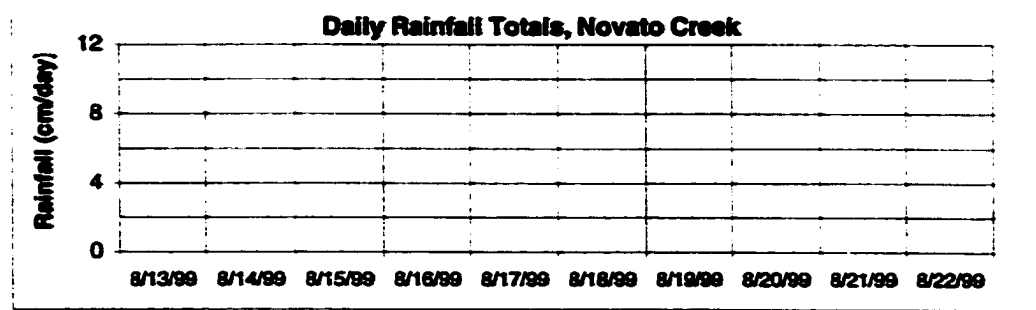 Daily Rainfall Totals, Novato Creek
Rainfall (cm/day)
12
8
4
0
8/13/99 8/14/99 8/15/99 8/16/99 8/17/99 8/18/99 8/19/99 8/20/99 8/21/99 8/22/99